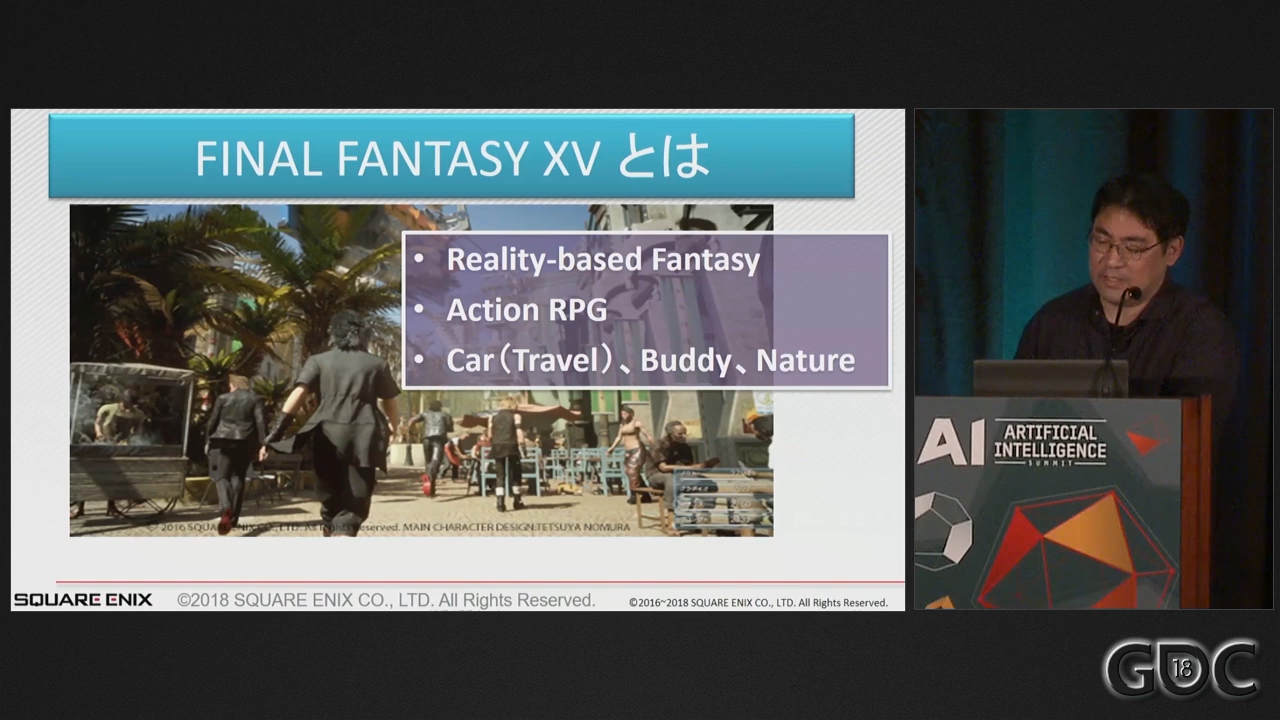 FINAL FANTASY XV とは
• Reality-based Fantasy
• Action RPG
• Car（Travel）、Buddy、Nature
© 2016 SQUARE ENIX CO., LTD. All Rights Reserved. MAIN CHARACTER DESIGN:TETSUYA NOMURA
SQUARE ENIX
©2018 SQUARE ENIX CO., LTD. All Rights Reserved.
©2016~2018 SQUARE ENIX CO., LTD. All Rights Reserved.
AI
ARTIFICIAL
INTELLIGENCE
SUMMIT
GDC
18